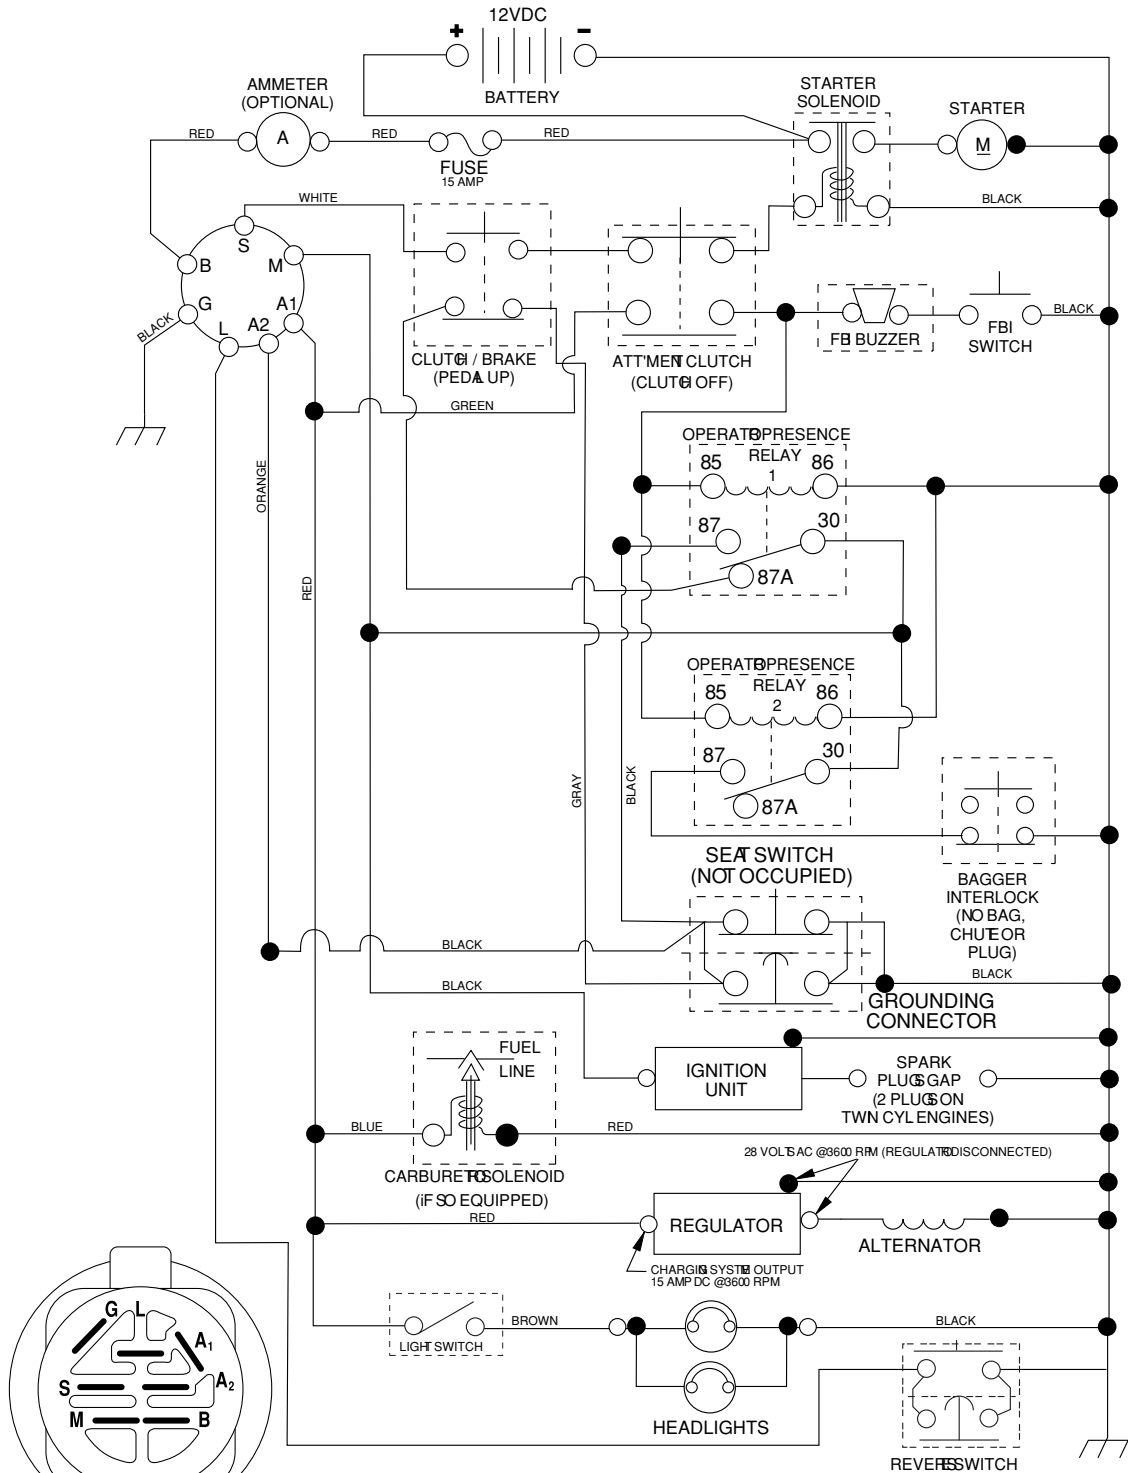 12VDC
+
–
BATTERY
AMMETER
(OPTIONAL)
A
RED
RED
RED
FUSE
15 AMP
STARTER
SOLENOID
STARTER
M
BLACK
WHITE
S
B
M
G
A1
L
A2
BLACK
CLUTCH / BRAKE
(PEDAL UP)
ATT'MENT CLUTCH
(CLUTCH OFF)
FBI BUZZER
FBI
SWITCH
BLACK
GREEN
OPERATOR PRESENCE
RELAY
1
85
86
87
30
87A
ORANGE
RED
OPERATOR PRESENCE
RELAY
2
85
86
87
30
87A
GRAY
BLACK
SEAT SWITCH
(NOT OCCUPIED)
BAGGER
INTERLOCK
(NO BAG,
CHUTE OR
PLUG)
BLACK
BLACK
BLACK
GROUNDING
CONNECTOR
FUEL
LINE
IGNITION
UNIT
SPARK
PLUGS GAP
(2 PLUGS ON
TWIN CYL ENGINES)
BLUE
RED
CARBURETOR SOLENOID
(iF SO EQUIPPED)
28 VOLTS AC @3600 RPM (REGULATOR DISCONNECTED)
RED
REGULATOR
ALTERNATOR
CHARGING SYSTEM OUTPUT
15 AMP DC @3600 RPM
LIGHT SWITCH
BROWN
BLACK
HEADLIGHTS
REVERSE SWITCH
G
L
A1
A2
S
M
B